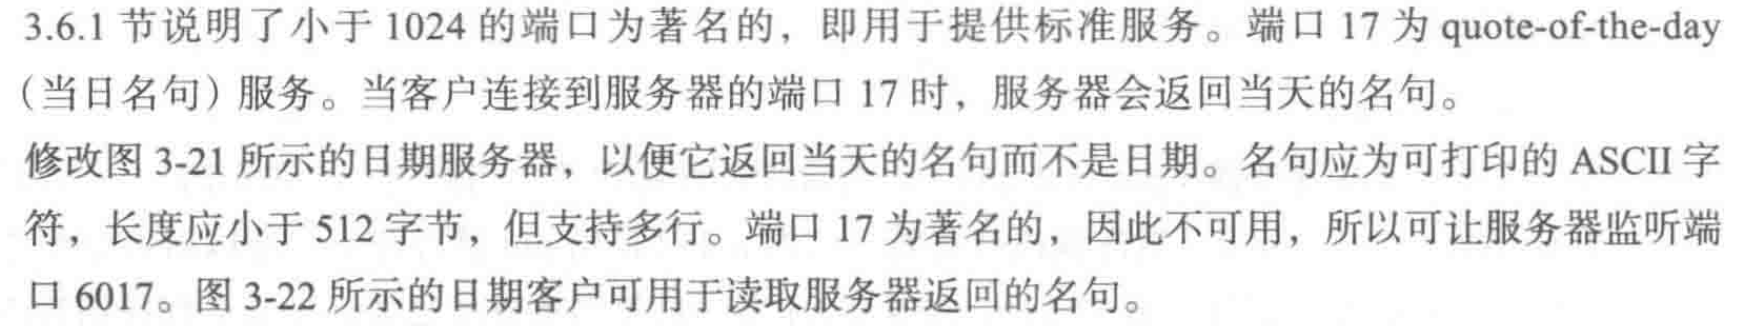 3.6.1 节说明了小于 1024 的端口为著名的，即用于提供标准服务。端口 17 为 quote-of-the-day
（当日名句）服务。当客户连接到服务器的端口 17 时，服务器会返回当天的名句。
修改图 3-21 所示的日期服务器，以便它返回当天的名句而不是日期。名句应为可打印的 ASCII 字
符，长度应小于 512 字节，但支持多行。端口 17 为著名的，因此不可用，所以可让服务器监听端
口 6017。图 3-22 所示的日期客户可用于读取服务器返回的名句。